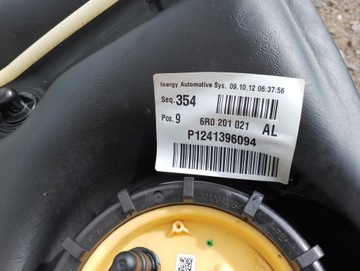 Inergy Automotive Sys. 09.10.12 06:37:56
Seq. 354
Pos. 9 6R0 201 021 AL
P1241396094